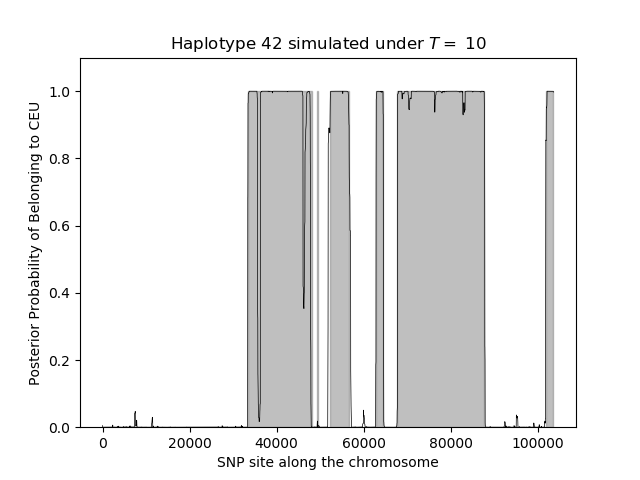 Haplotype 42 simulated under T = 10
Posterior Probability of Belonging to CEU
1.0
0.8
0.6
0.4
0.2
0.0
0 20000 40000 60000 80000 100000
SNP site along the chromosome